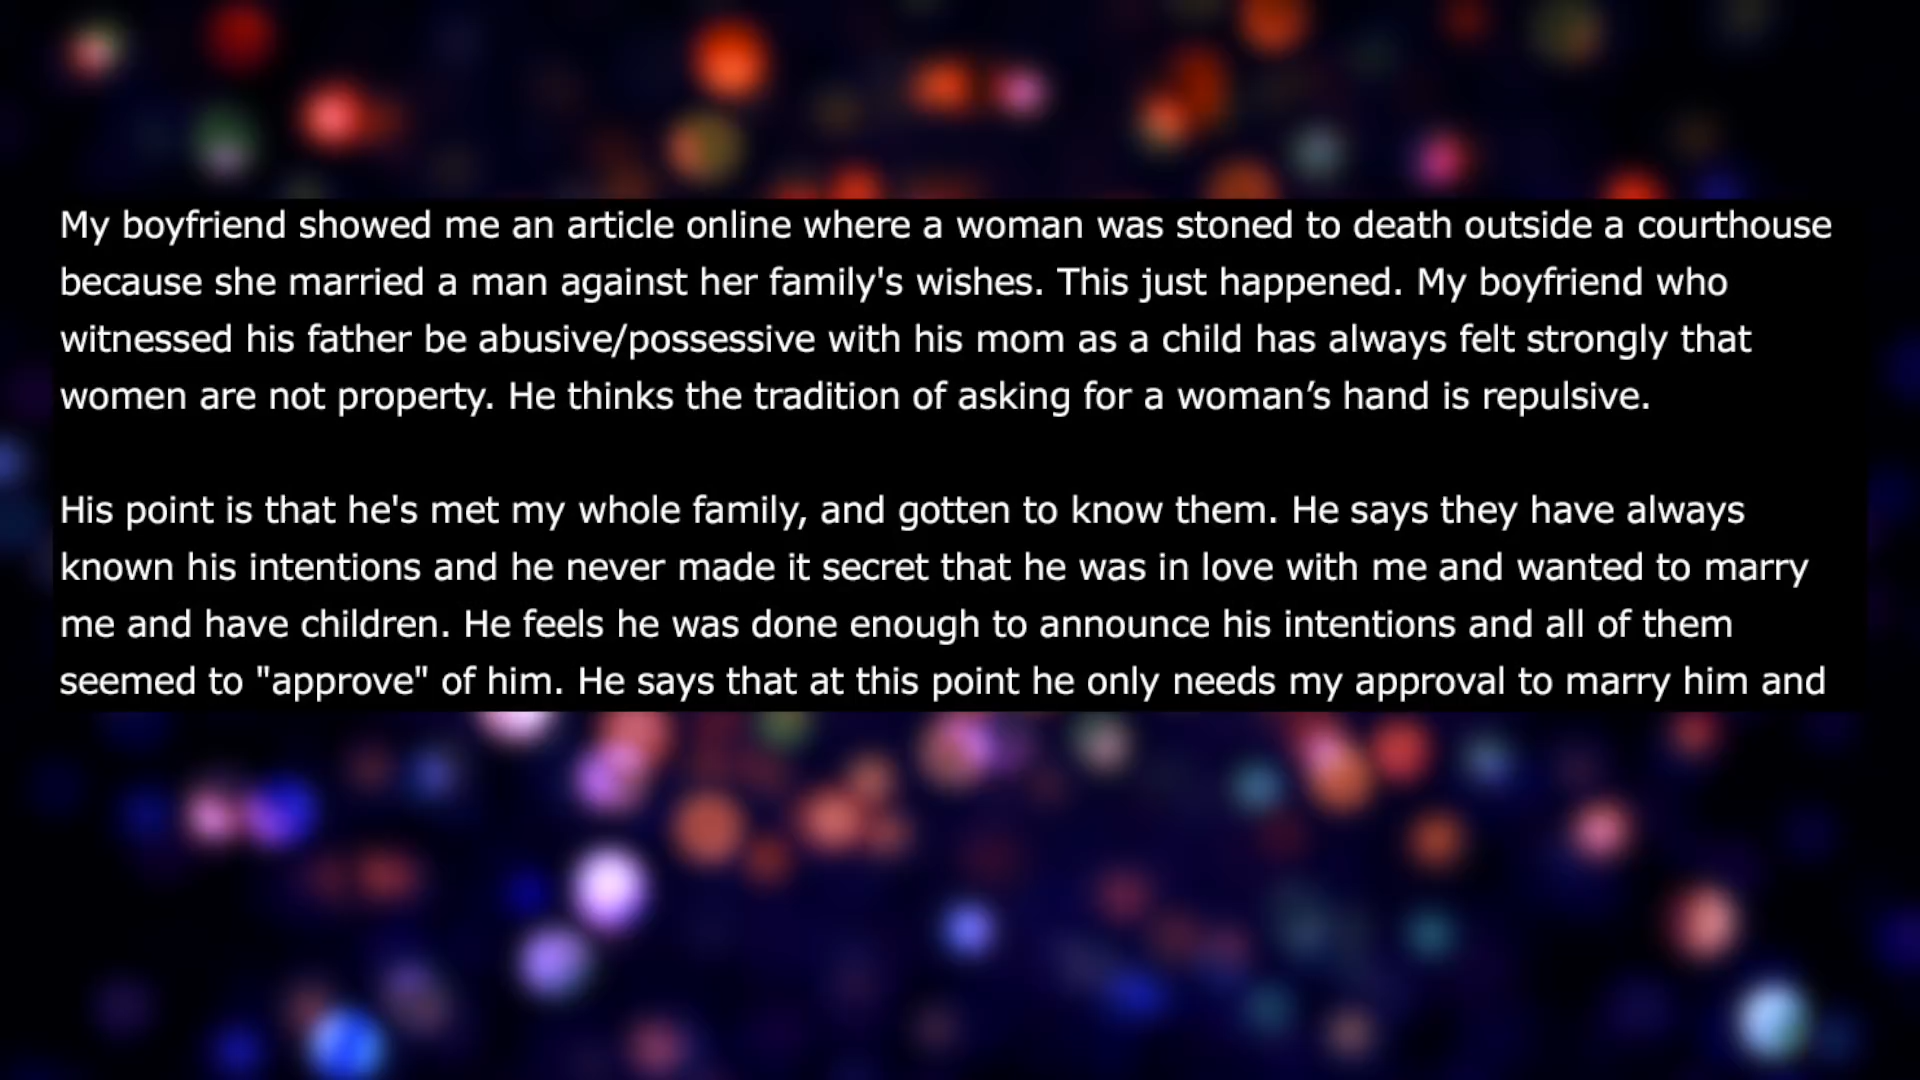 My boyfriend showed me an article online where a woman was stoned to death outside a courthouse
because she married a man against her family's wishes. This just happened. My boyfriend who
witnessed his father be abusive/possessive with his mom as a child has always felt strongly that
women are not property. He thinks the tradition of asking for a woman’s hand is repulsive.
His point is that he's met my whole family, and gotten to know them. He says they have always
known his intentions and he never made it secret that he was in love with me and wanted to marry
me and have children. He feels he was done enough to announce his intentions and all of them
seemed to "approve" of him. He says that at this point he only needs my approval to marry him and